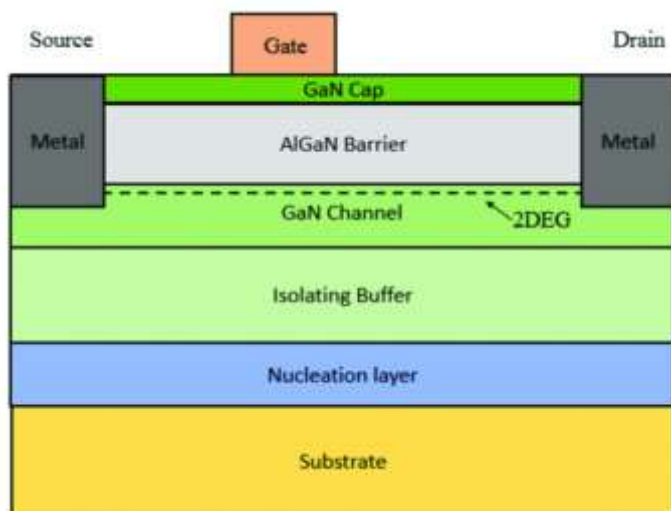 Source
Gate
Drain
GaN Cap
Metal
AlGaN Barrier
Metal
GaN Channel
2DEG
Isolating Buffer
Nucleation layer
Substrate